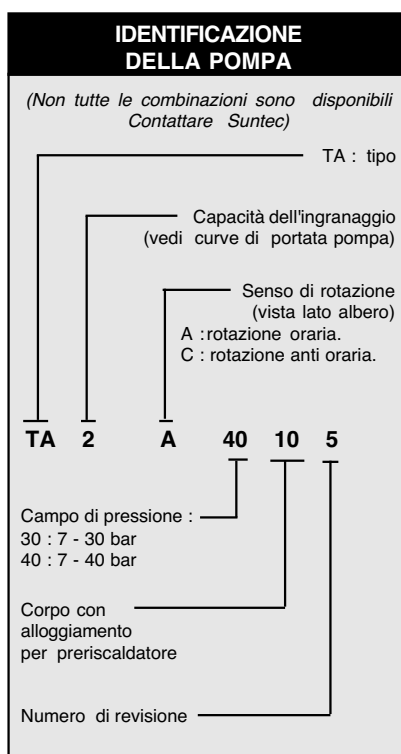 IDENTIFICAZIONE
DELLA POMPA
(Non tutte le combinazioni sono disponibili
Contattare Suntec)
TA : tipo
Capacità dell'ingranaggio
(vedi curve di portata pompa)
Senso di rotazione
(vista lato albero)
A :rotazione oraria.
C : rotazione anti oraria.
TA 2 A 40 10 5
Campo di pressione :
30 : 7 - 30 bar
40 : 7 - 40 bar
Corpo con
alloggiamento
per preriscaldatore
Numero di revisione